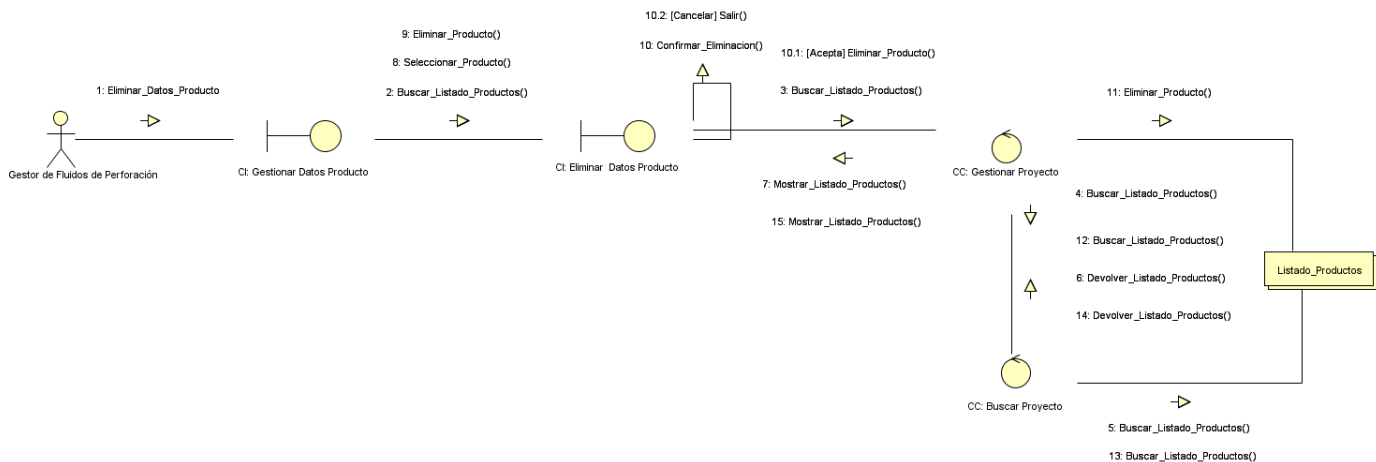 10.2: [Cancelar] Salir()
9: Eliminar_Producto()
10: Confirmar_Eliminacion()
10.1: [Acepta] Eliminar_Producto()
8: Seleccionar_Producto()
1: Eliminar_Datos_Producto
2: Buscar_Listado_Productos()
3: Buscar_Listado_Productos()
11: Eliminar_Producto()
Gestor de Fluidos de Perforación
CI: Gestionar Datos Producto
CI: Eliminar Datos Producto
CC: Gestionar Proyecto
7: Mostrar_Listado_Productos()
4: Buscar_Listado_Productos()
15: Mostrar_Listado_Productos()
12: Buscar_Listado_Productos()
Listado_Productos
6: Devolver_Listado_Productos()
14: Devolver_Listado_Productos()
CC: Buscar Proyecto
5: Buscar_Listado_Productos()
13: Buscar_Listado_Productos()